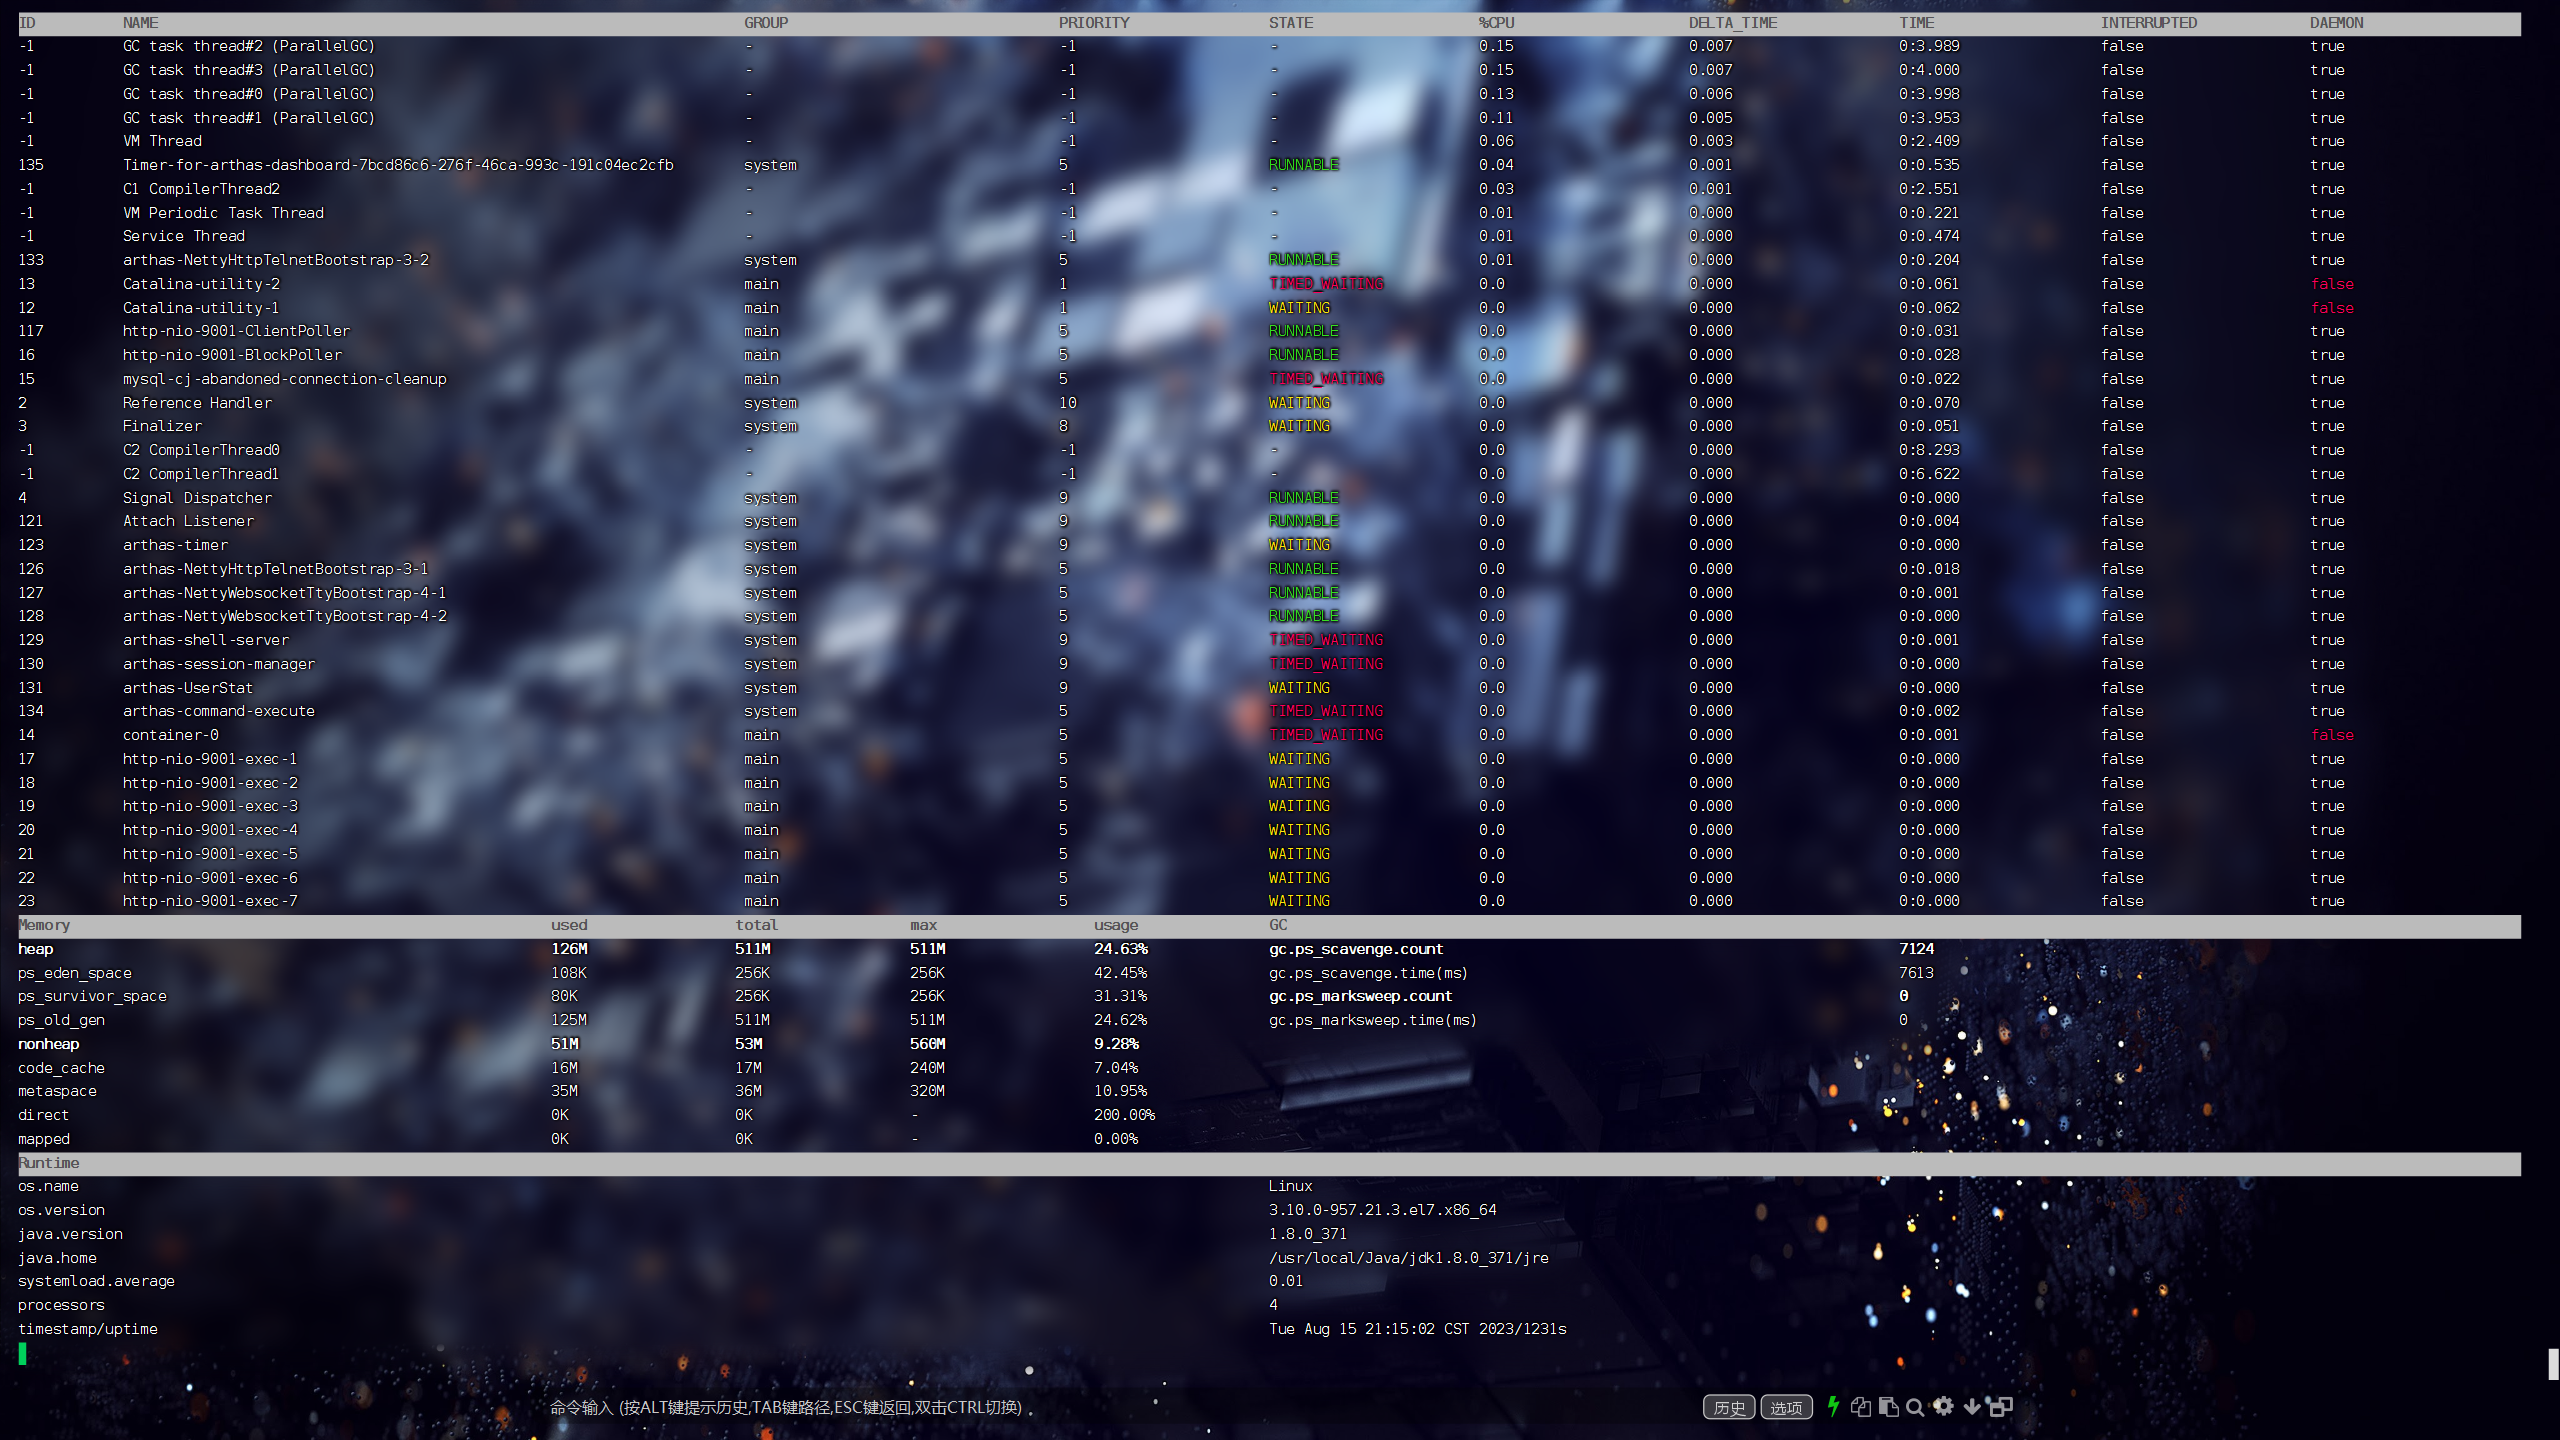 ID NAME GROUP PRIORITY STATE %CPU DELTA_TIME TIME INTERRUPTED DAEMON
-1 GC task thread#2 (ParallelGC) - -1 - 0.15 0.007 0:3.989 false true
-1 GC task thread#3 (ParallelGC) - -1 - 0.15 0.007 0:4.000 false true
-1 GC task thread#0 (ParallelGC) - -1 - 0.13 0.006 0:3.998 false true
-1 GC task thread#1 (ParallelGC) - -1 - 0.11 0.005 0:3.953 false true
-1 VM Thread - -1 - 0.06 0.003 0:2.409 false true
135 Timer-for-arthas-dashboard-7bcd86c6-276f-46ca-993c-191c04ec2cfb system 5 RUNNABLE 0.04 0.001 0:0.535 false true
-1 C1 CompilerThread2 - -1 - 0.03 0.001 0:2.551 false true
-1 VM Periodic Task Thread - -1 - 0.01 0.000 0:0.221 false true
-1 Service Thread - -1 - 0.01 0.000 0:0.474 false true
133 arthas-NettyHttpTelnetBootstrap-3-2 system 5 RUNNABLE 0.01 0.000 0:0.204 false true
13 Catalina-utility-2 main 1 TIMED_WAITING 0.0 0.000 0:0.061 false false
12 Catalina-utility-1 main 1 WAITING 0.0 0.000 0:0.062 false false
117 http-nio-9001-ClientPoller main 5 RUNNABLE 0.0 0.000 0:0.031 false true
16 http-nio-9001-BlockPoller main 5 RUNNABLE 0.0 0.000 0:0.028 false true
15 mysql-cj-abandoned-connection-cleanup main 5 TIMED_WAITING 0.0 0.000 0:0.022 false true
2 Reference Handler system 10 WAITING 0.0 0.000 0:0.070 false true
3 Finalizer system 8 WAITING 0.0 0.000 0:0.051 false true
-1 C2 CompilerThread0 - -1 - 0.0 0.000 0:8.293 false true
-1 C2 CompilerThread1 - -1 - 0.0 0.000 0:6.622 false true
4 Signal Dispatcher system 9 RUNNABLE 0.0 0.000 0:0.000 false true
121 Attach Listener system 9 RUNNABLE 0.0 0.000 0:0.004 false true
123 arthas-timer system 9 WAITING 0.0 0.000 0:0.000 false true
126 arthas-NettyHttpTelnetBootstrap-3-1 system 5 RUNNABLE 0.0 0.000 0:0.018 false true
127 arthas-NettyWebsocketTtyBootstrap-4-1 system 5 RUNNABLE 0.0 0.000 0:0.001 false true
128 arthas-NettyWebsocketTtyBootstrap-4-2 system 5 RUNNABLE 0.0 0.000 0:0.000 false true
129 arthas-shell-server system 9 TIMED_WAITING 0.0 0.000 0:0.001 false true
130 arthas-session-manager system 9 TIMED_WAITING 0.0 0.000 0:0.000 false true
131 arthas-UserStat system 9 WAITING 0.0 0.000 0:0.000 false true
134 arthas-command-execute system 5 TIMED_WAITING 0.0 0.000 0:0.002 false true
14 container-0 main 5 TIMED_WAITING 0.0 0.000 0:0.001 false false
17 http-nio-9001-exec-1 main 5 WAITING 0.0 0.000 0:0.000 false true
18 http-nio-9001-exec-2 main 5 WAITING 0.0 0.000 0:0.000 false true
19 http-nio-9001-exec-3 main 5 WAITING 0.0 0.000 0:0.000 false true
20 http-nio-9001-exec-4 main 5 WAITING 0.0 0.000 0:0.000 false true
21 http-nio-9001-exec-5 main 5 WAITING 0.0 0.000 0:0.000 false true
22 http-nio-9001-exec-6 main 5 WAITING 0.0 0.000 0:0.000 false true
23 http-nio-9001-exec-7 main 5 WAITING 0.0 0.000 0:0.000 false true
Memory used total max usage GC
heap 126M 511M 511M 24.63% gc.ps_scavenge.count 7124
ps_eden_space 108K 256K 256K 42.45% gc.ps_scavenge.time(ms) 7613
ps_survivor_space 80K 256K 256K 31.31% gc.ps_marksweep.count 0
ps_old_gen 125M 511M 511M 24.62% gc.ps_marksweep.time(ms) 0
nonheap 51M 53M 560M 9.28%
code_cache 16M 17M 240M 7.04%
metaspace 35M 36M 320M 10.95%
direct 0K 0K - 200.00%
mapped 0K 0K - 0.00%
Runtime
os.name Linux
os.version 3.10.0-957.21.3.el7.x86_64
java.version 1.8.0_371
java.home /usr/local/Java/jdk1.8.0_371/jre
systemload.average 0.01
processors 4
timestamp/uptime Tue Aug 15 21:15:02 CST 2023/1231s
命令输入 (按ALT键提示历史,TAB键路径,ESC键返回,双击CTRL切换) 历史 选项